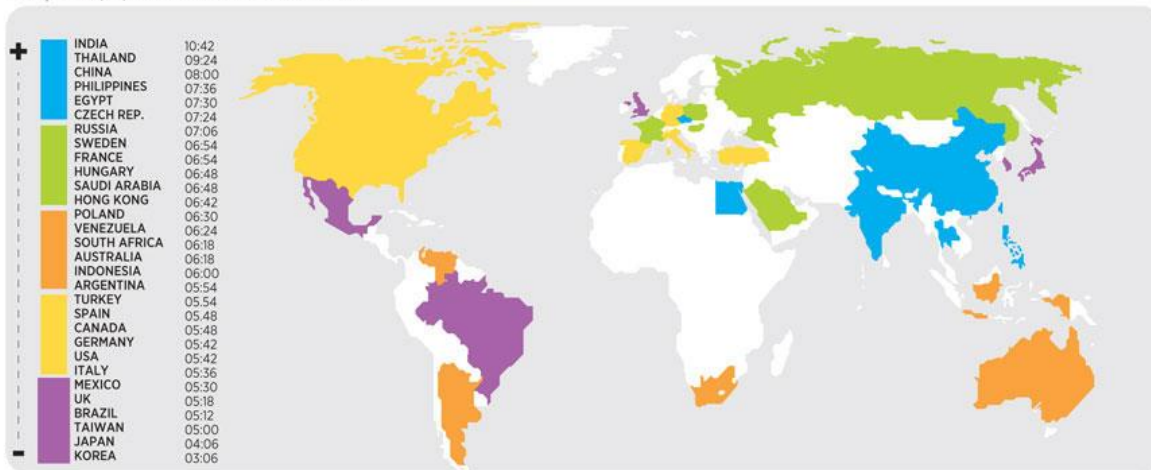 +
INDIA 10:42
THAILAND 09:24
CHINA 08:00
PHILIPPINES 07:36
EGYPT 07:30
CZECH REP. 07:24
RUSSIA 07:06
SWEDEN 06:54
FRANCE 06:54
HUNGARY 06:48
SAUDI ARABIA 06:48
HONG KONG 06:42
POLAND 06:30
VENEZUELA 06:24
SOUTH AFRICA 06:18
AUSTRALIA 06:18
INDONESIA 06:00
ARGENTINA 05:54
TURKEY 05.54
SPAIN 05:48
CANADA 05:48
GERMANY 05:42
USA 05:42
ITALY 05:36
MEXICO 05:30
UK 05:18
BRAZIL 05:12
TAIWAN 05:00
JAPAN 04:06
KOREA 03:06
-